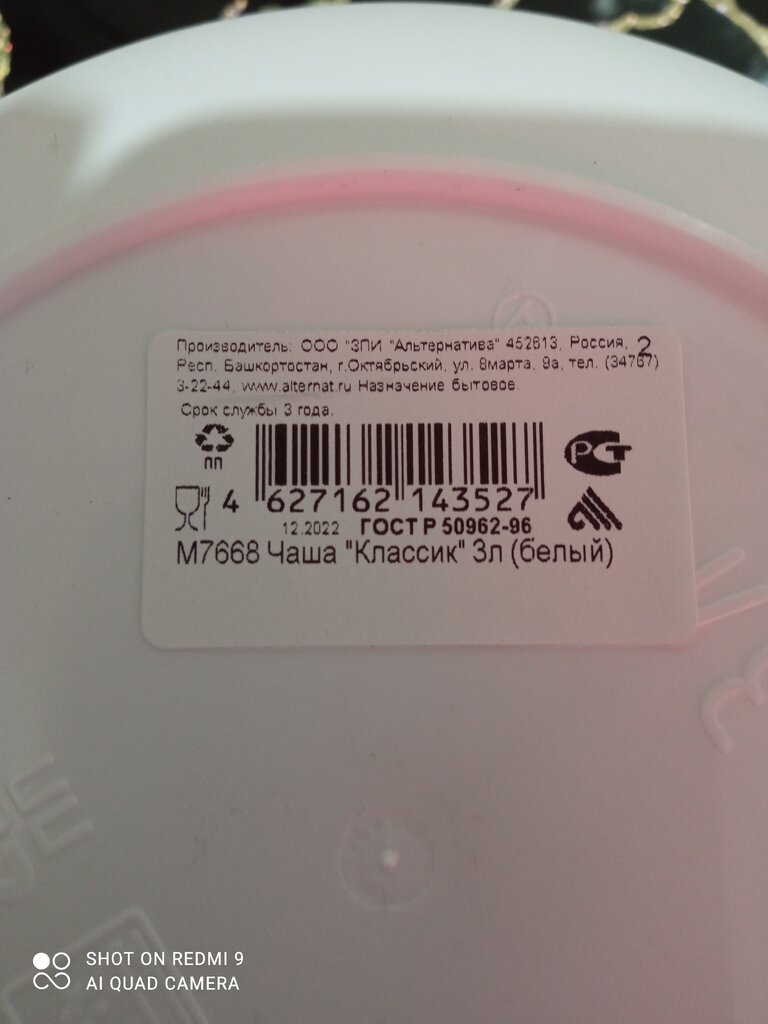 Производитель: ООО "ЗПИ "Альтернатива" 452613, Россия,
2
Респ. Башкортостан, г.Октябрьский, ул. 8марта, 9а, тел. (34767)
3-22-44, www.alternat.ru Назначение бытовое.
Срок службы 3 года.
ПП
РСТ
4 627162 143527
12.2022 ГОСТ Р 50962-96
М7668 Чаша "Классик" 3л (белый)
SHOT ON REDMI 9
AI QUAD CAMERA